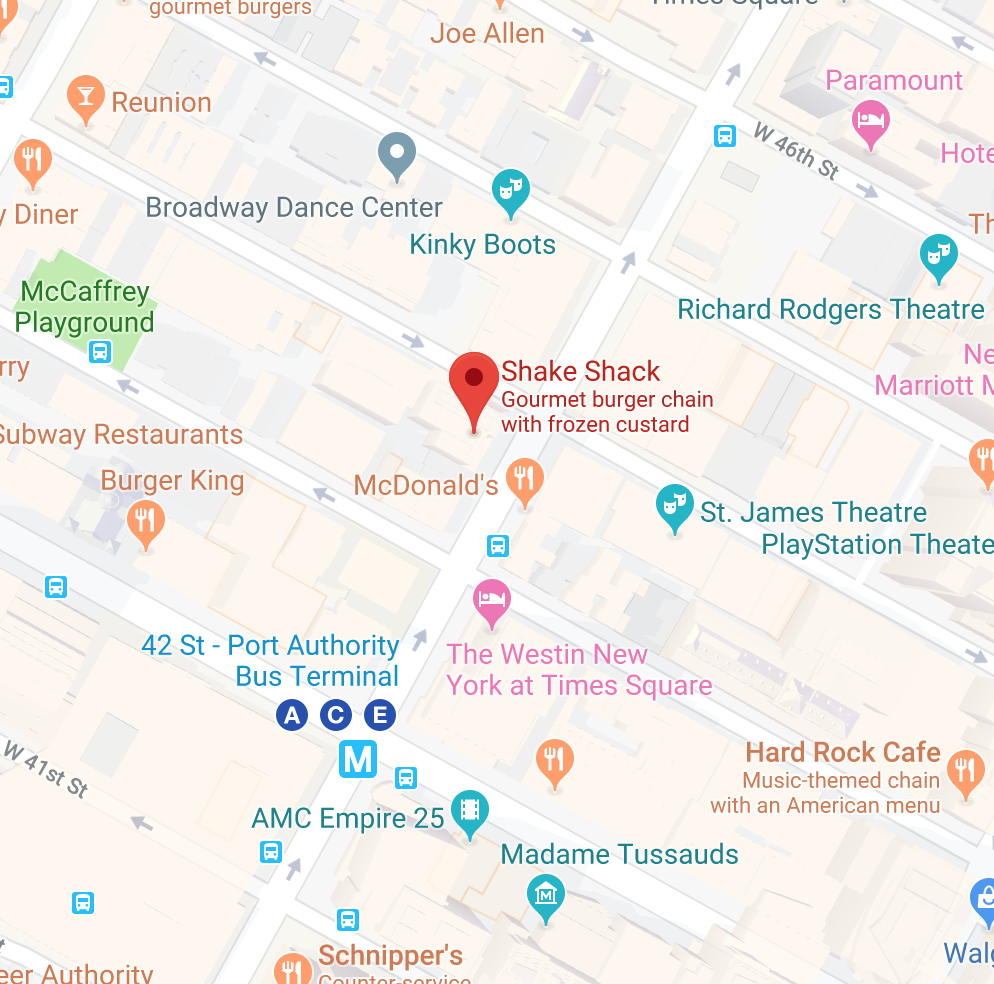 gourmet burgers
Joe Allen
Times Square
Paramount
Reunion
W 46th St
Diner
Broadway Dance Center
Kinky Boots
McCaffrey
Playground
Richard Rodgers Theatre
Shake Shack
Gourmet burger chain
with frozen custard
Marriott
Subway Restaurants
Burger King
McDonald's
St. James Theatre
PlayStation Theate
42 St - Port Authority
Bus Terminal
A C E
M
The Westin New
York at Times Square
W 41st St
Hard Rock Cafe
Music-themed chain
with an American menu
AMC Empire 25
Madame Tussauds
M
Schnipper's
Counter-service
eer Authority